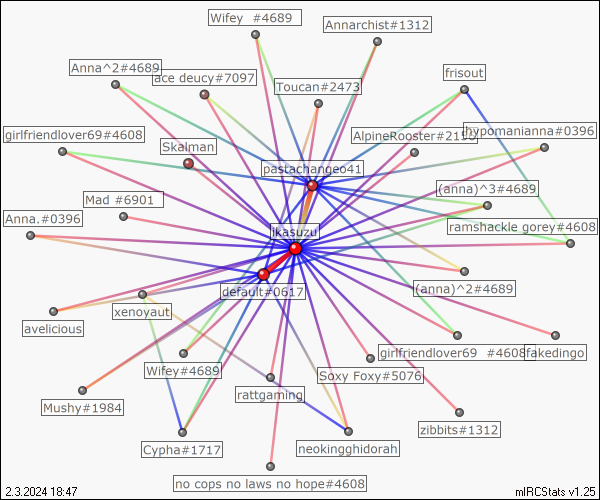 Wifey  #4689
Annarchist#1312
Anna^2#4689
ace deucy#7097
frisout
Toucan#2473
girlfriendlover69#4608
AlpineRooster#2150
hypomanianna#0396
Skalman
pastachangeo41
(anna)^3#4689
Mad #6901
Anna.#0396
ramshackle gorey#4608
ikasuzu
default#0617
(anna)^2#4689
xenoyaut
avelicious
girlfriendlover69  #4608
fakedingo
Wifey#4689
Soxy Foxy#5076
rattgaming
Mushy#1984
zibbits#1312
Cypha#1717
neokingghidorah
no cops no laws no hope#4608
2.3.2024 18:47
mIRCStats v1.25